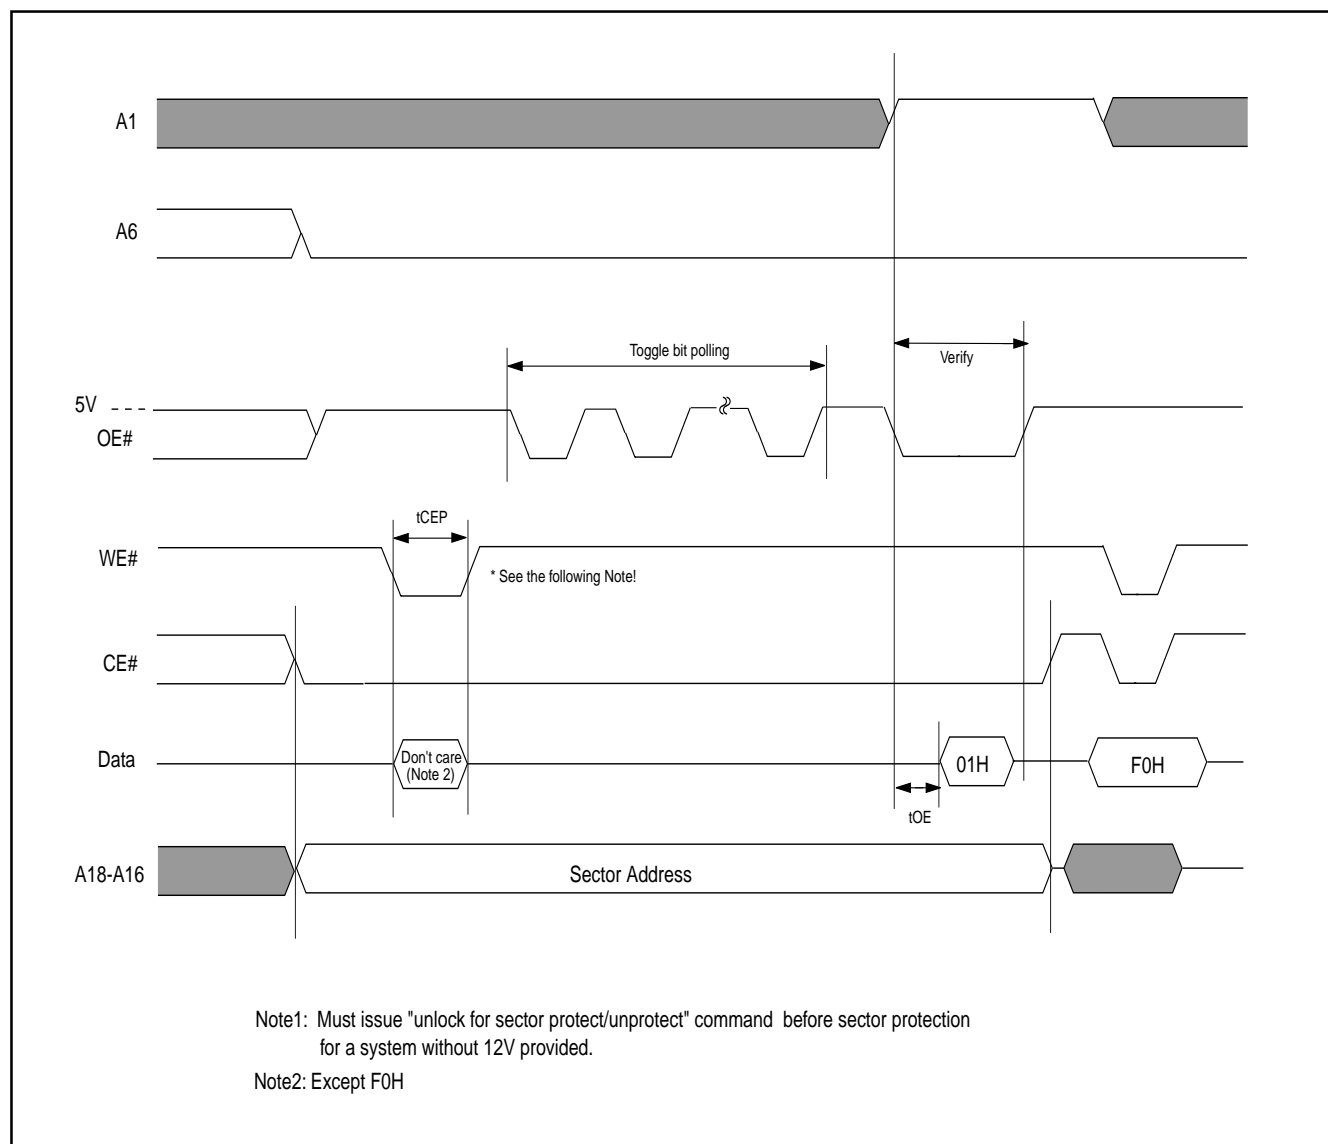 A1
A6
Toggle bit polling
Verify
5V
OE#
tCEP
WE#
* See the following Note!
CE#
Data
Don't care
(Note 2)
01H
F0H
tOE
A18-A16
Sector Address
Note1: Must issue "unlock for sector protect/unprotect" command before sector protection
for a system without 12V provided.
Note2: Except F0H